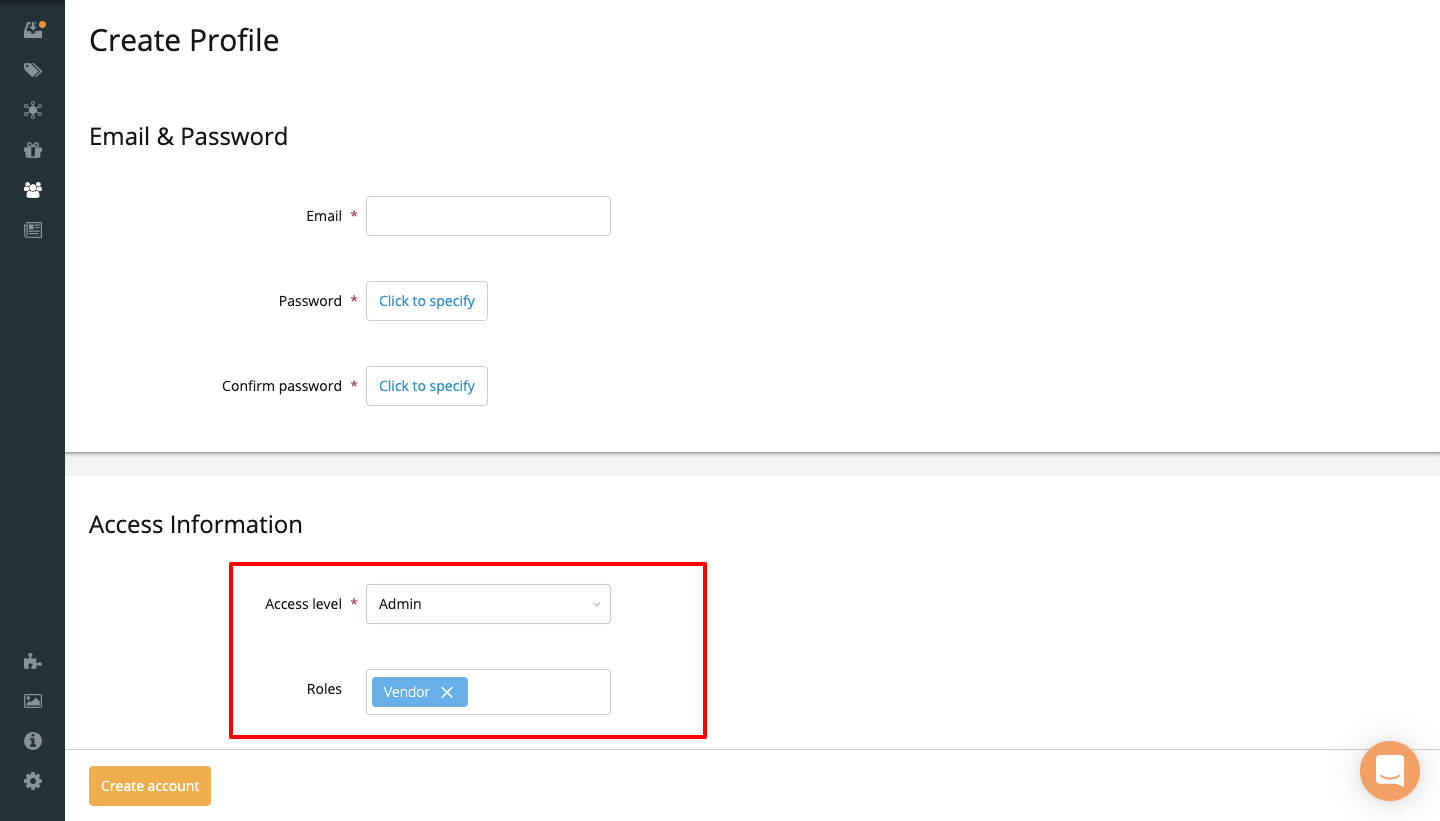 Create Profile
Email & Password
Email *
Password * Click to specify
Confirm password * Click to specify
Access Information
Access level * Admin
Roles Vendor
Create account